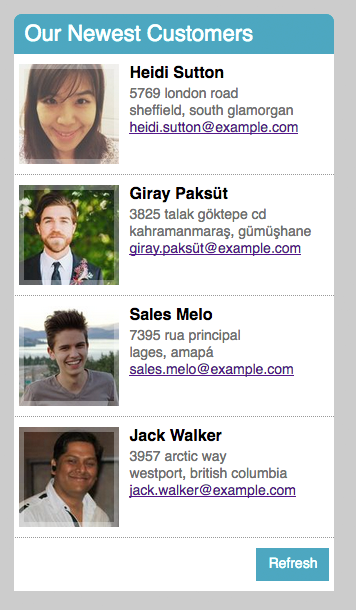 Our Newest Customers
Heidi Sutton
5769 london road
sheffield, south glamorgan
heidi.sutton@example.com
Giray Paksüt
3825 talak göktepe cd
kahramanmaraş, gümüşhane
giray.paksüt@example.com
Sales Melo
7395 rua principal
lages, amapá
sales.melo@example.com
Jack Walker
3957 arctic way
westport, british columbia
jack.walker@example.com
Refresh